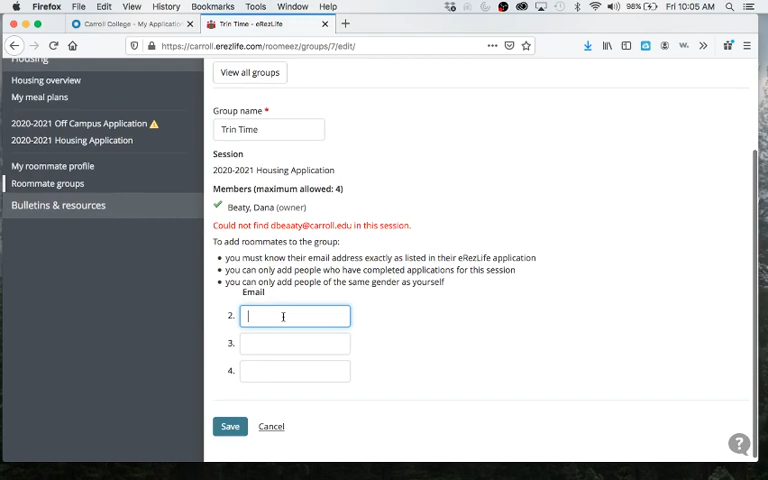 Firefox File Edit View History Bookmarks Tools Window Help 98% Fri 10:05 AM
Carroll College - My Application
Trin Time - eRezLife
https://carroll.erezlife.com/roomeez/groups/7/edit/
Housing
Housing overview
My meal plans
2020-2021 Off Campus Application
2020-2021 Housing Application
My roommate profile
Roommate groups
Bulletins & resources
View all groups
Group name *
Trin Time
Session
2020-2021 Housing Application
Members (maximum allowed: 4)
Beaty, Dana (owner)
Could not find dbeaaty@carroll.edu in this session.
To add roommates to the group:
• you must know their email address exactly as listed in their eRezLife application
• you can only add people who have completed applications for this session
• you can only add people of the same gender as yourself
Email
2.
3.
4.
Save Cancel
?